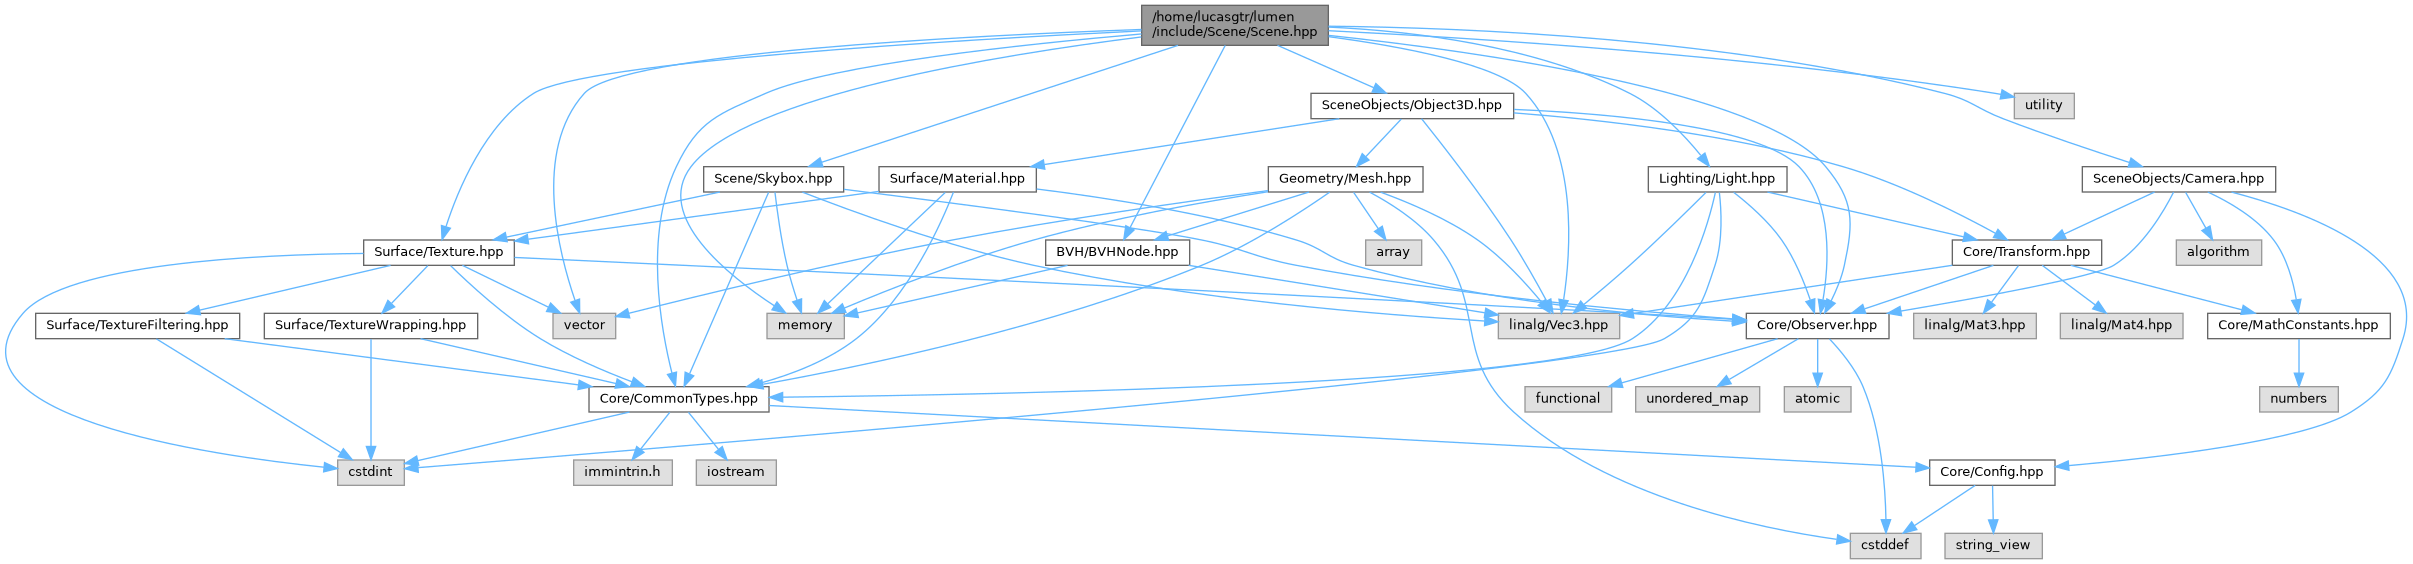 /home/lucasgtr/lumen
/include/Scene/Scene.hpp
SceneObjects/Object3D.hpp
utility
Scene/Skybox.hpp
Surface/Material.hpp
Geometry/Mesh.hpp
Lighting/Light.hpp
SceneObjects/Camera.hpp
Surface/Texture.hpp
BVH/BVHNode.hpp
array
Core/Transform.hpp
algorithm
Surface/TextureFiltering.hpp
Surface/TextureWrapping.hpp
vector
memory
linalg/Vec3.hpp
Core/Observer.hpp
linalg/Mat3.hpp
linalg/Mat4.hpp
Core/MathConstants.hpp
Core/CommonTypes.hpp
functional
unordered_map
atomic
numbers
cstdint
immintrin.h
iostream
Core/Config.hpp
cstddef
string_view